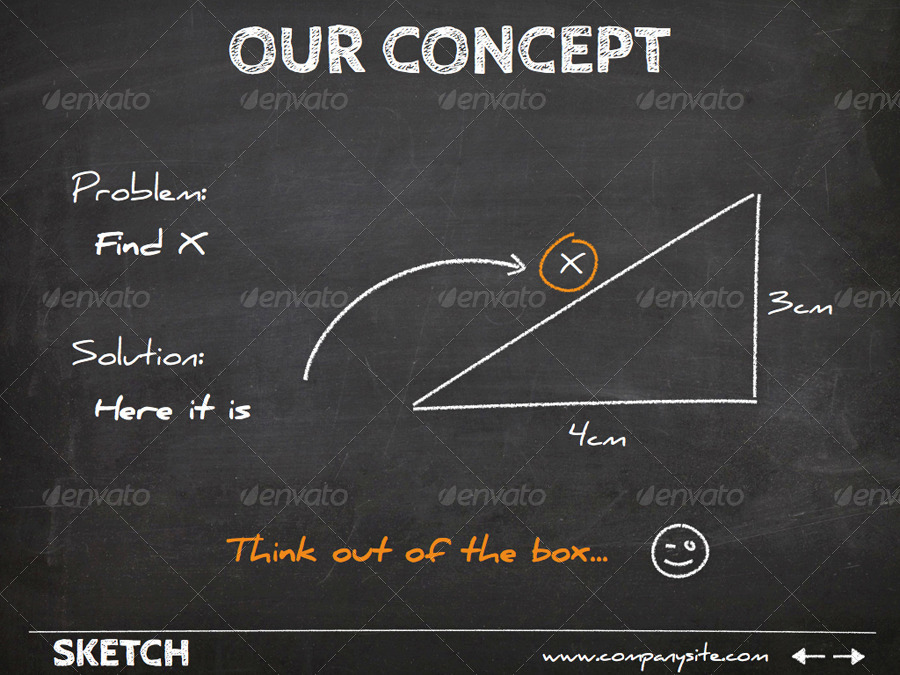 OUR CONCEPT
envato envato envato envato envato
Problem:
Find X
X
envato envato envato envato envato
3cm
Solution:
Here it is
4cm
envato envato envato envato envato
Think out of the box...
SKETCH
www.companysite.com